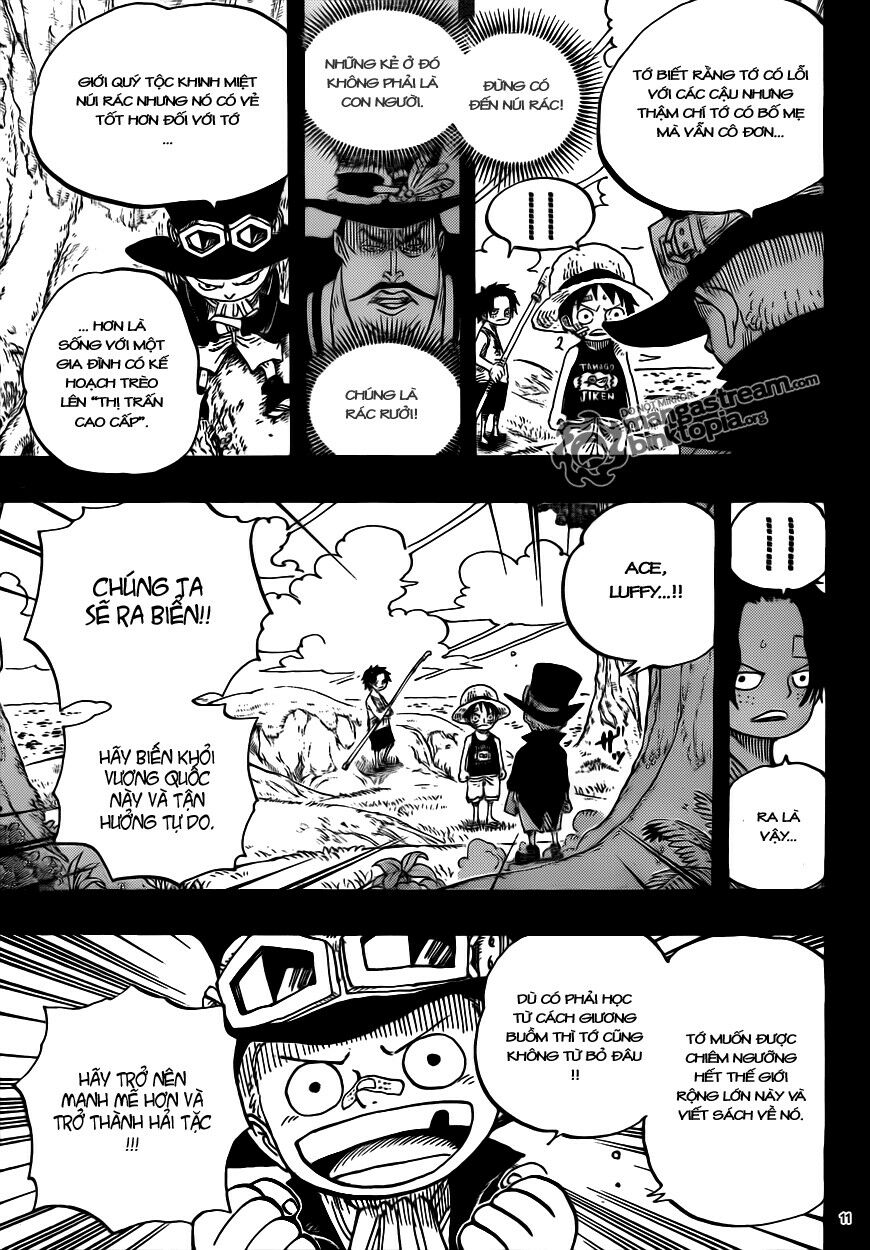 TỚ BIẾT RẰNG TỚ CÓ LỖI
VỚI CÁC CẬU NHƯNG
THẬM CHÍ TỚ CÓ BỐ MẸ
MÀ VẪN CÔ ĐƠN...
ĐỪNG CÓ
ĐẾN NÚI RÁC!
NHỮNG KẺ Ở ĐÓ
KHÔNG PHẢI LÀ
CON NGƯỜI.
CHÚNG LÀ
RÁC RƯỞI!
TAMAGO
JIKEN
DO NOT MIRROR
mangastream.com
binktopia.org
GIỚI QUÝ TỘC KHINH MIỆT
NÚI RÁC NHƯNG NÓ CÓ VẺ
TỐT HƠN ĐỐI VỚI TỚ
...
... HƠN LÀ
SỐNG VỚI MỘT
GIA ĐÌNH CÓ KẾ
HOẠCH TRÈO
LÊN “THỊ TRẤN
CAO CẤP”.
RA LÀ
VẬY...
ACE,
LUFFY...!!
CHÚNG TA
SẼ RA BIỂN!!
HÃY BIẾN KHỎI
VƯƠNG QUỐC
NÀY VÀ TẬN
HƯỞNG TỰ DO.
TỚ MUỐN ĐƯỢC
CHIÊM NGƯỠNG
HẾT THẾ GIỚI
RỘNG LỚN NÀY VÀ
VIẾT SÁCH VỀ NÓ.
DÙ CÓ PHẢI HỌC
TỪ CÁCH GIƯƠNG
BUỒM THÌ TỚ CŨNG
KHÔNG TỪ BỎ ĐÂU
!!
HÃY TRỞ NÊN
MẠNH MẼ HƠN VÀ
TRỞ THÀNH HẢI TẶC
!!!
11